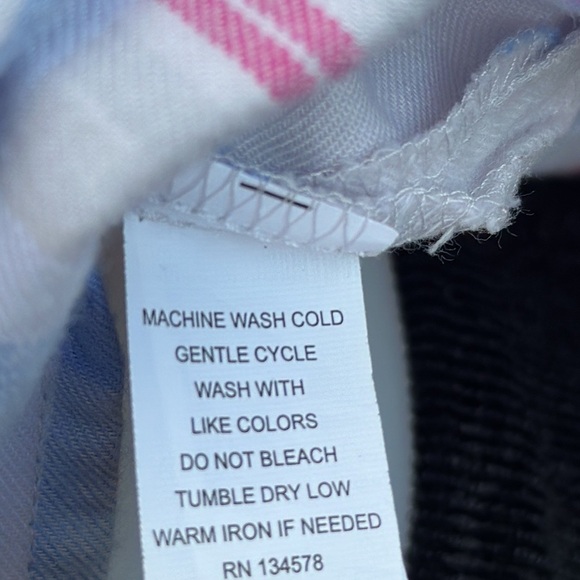 MACHINE WASH COLD
GENTLE CYCLE
WASH WITH
LIKE COLORS
DO NOT BLEACH
TUMBLE DRY LOW
WARM IRON IF NEEDED
RN 134578